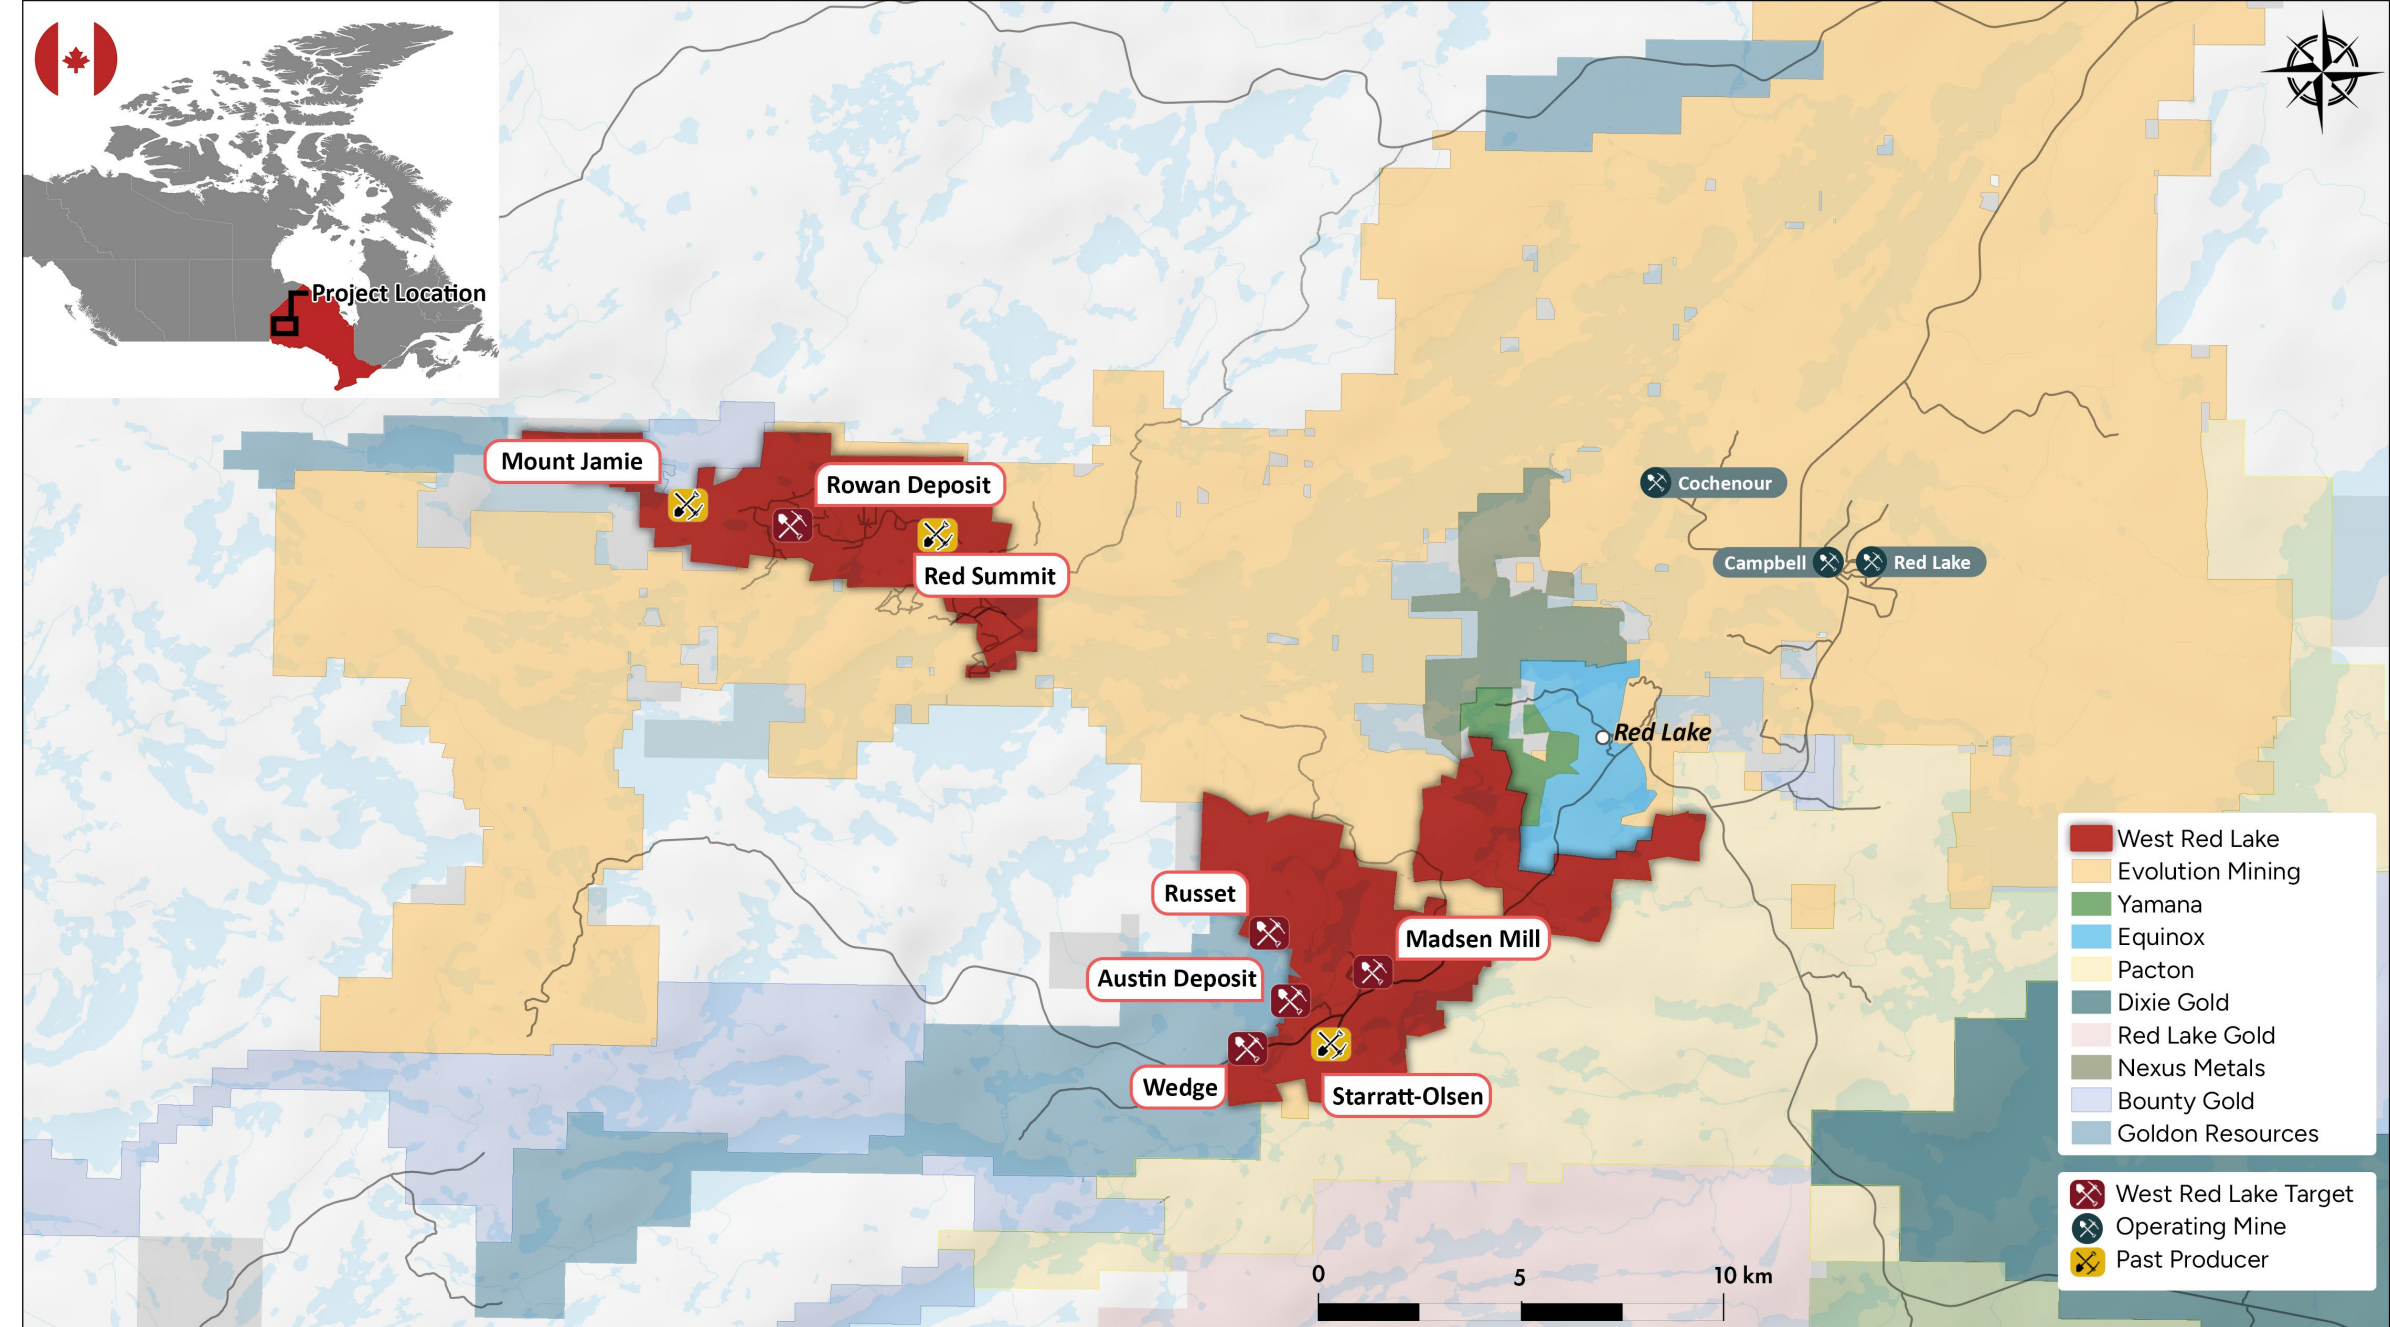 Project Location
Mount Jamie
Rowan Deposit
Red Summit
Cochenour
Campbell
Red Lake
Red Lake
Russet
Madsen Mill
Austin Deposit
Wedge
Starratt-Olsen
West Red Lake
Evolution Mining
Yamana
Equinox
Pacton
Dixie Gold
Red Lake Gold
Nexus Metals
Bounty Gold
Goldon Resources
West Red Lake Target
Operating Mine
Past Producer
0 5 10 km